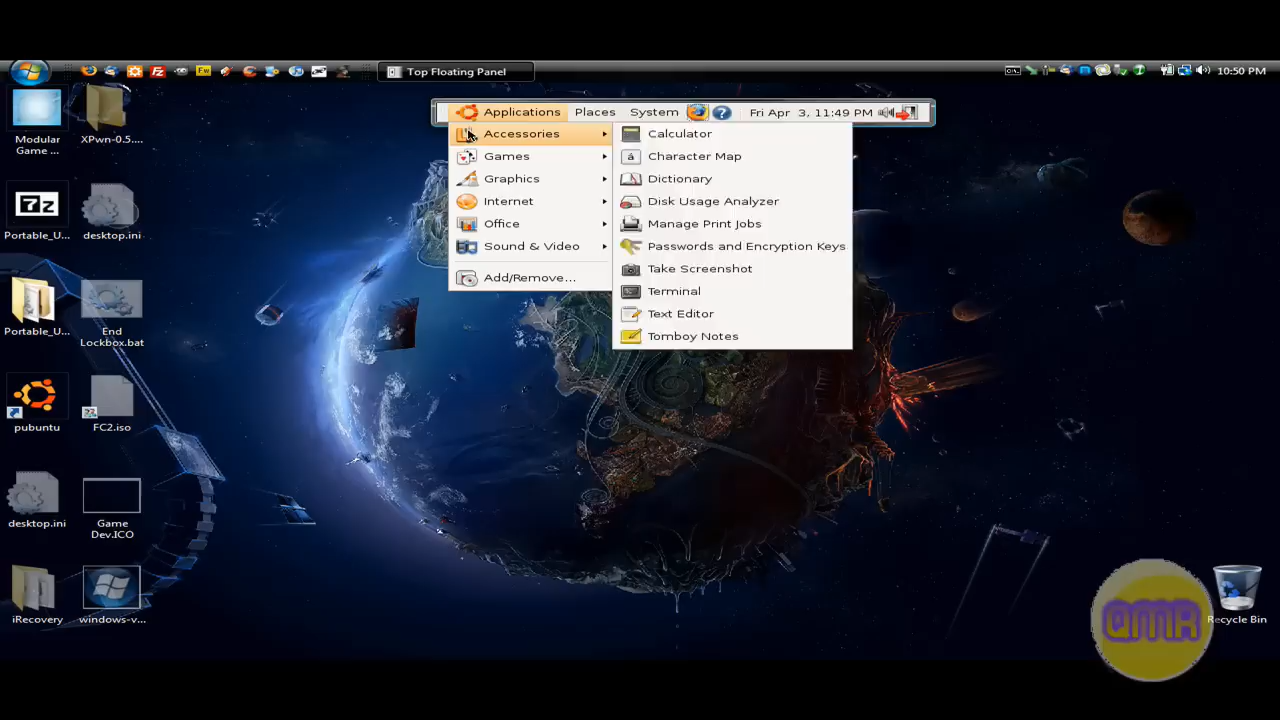 Top Floating Panel
10:50 PM
Applications
Places
System
Fri Apr 3, 11:49 PM
Accessories
Games
Graphics
Internet
Office
Sound & Video
Add/Remove...
Calculator
Character Map
Dictionary
Disk Usage Analyzer
Manage Print Jobs
Passwords and Encryption Keys
Take Screenshot
Terminal
Text Editor
Tomboy Notes
Modular
Game ...
XPwn-0.5....
7z
Portable_U...
desktop.ini
Portable_U...
End
Lockbox.bat
pubuntu
FC2.iso
desktop.ini
Game
Dev.ICO
iRecovery
windows-v...
QMR
Recycle Bin